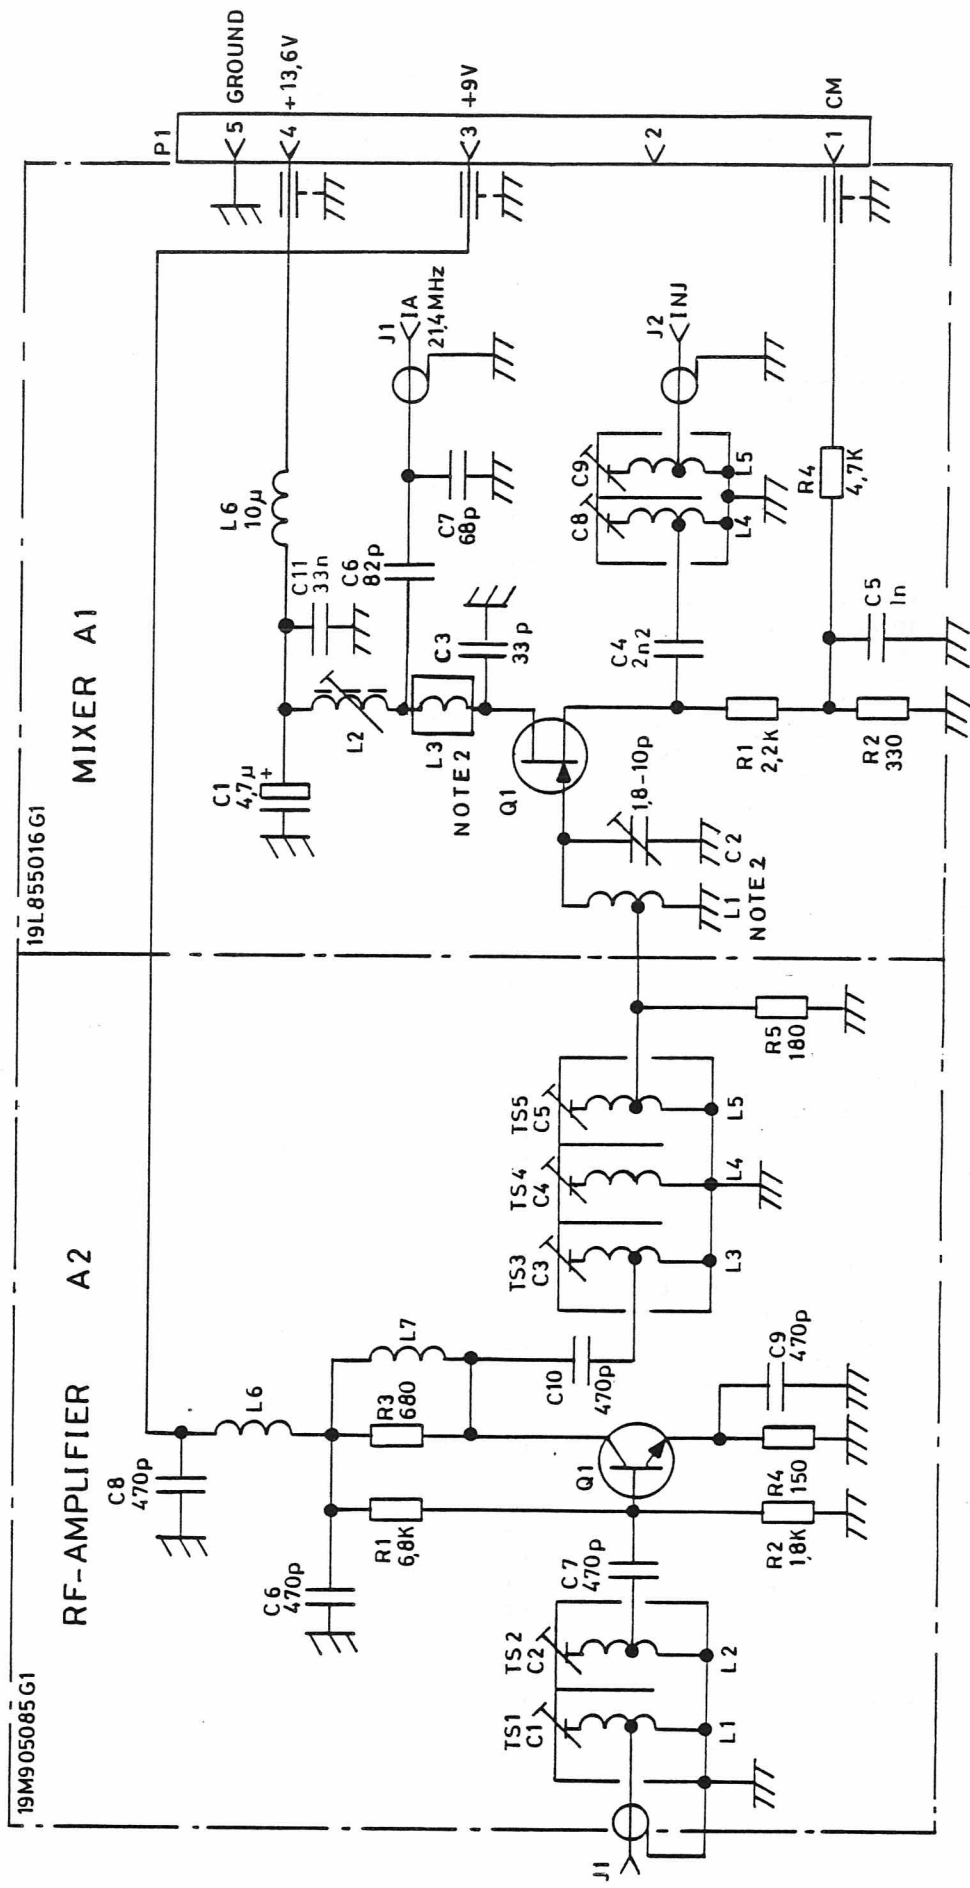 19M905085G1
RF-AMPLIFIER A2
J1
TS1
C1
L1
TS2
C2
L2
C6
470p
C7
470p
C8
470p
R1
6,8K
L6
R3
680
L7
Q1
R2
1,8K
R4
150
C9
470p
C10
470p
TS3
C3
L3
TS4
C4
L4
TS5
C5
L5
R5
180
19L855016G1
MIXER A1
C1
4,7µ
+
L2
L3
NOTE 2
Q1
L1
NOTE 2
C2
1,8-10p
C11
33n
L6
10µ
C6
82p
C3
33p
C7
68p
J1
IA
21,4MHz
C4
2n2
C8
C9
L4
L5
J2
INJ
R1
2,2K
R2
330
C5
1n
R4
4,7K
P1
5 GROUND
4 +13,6V
3 +9V
2
1 CM